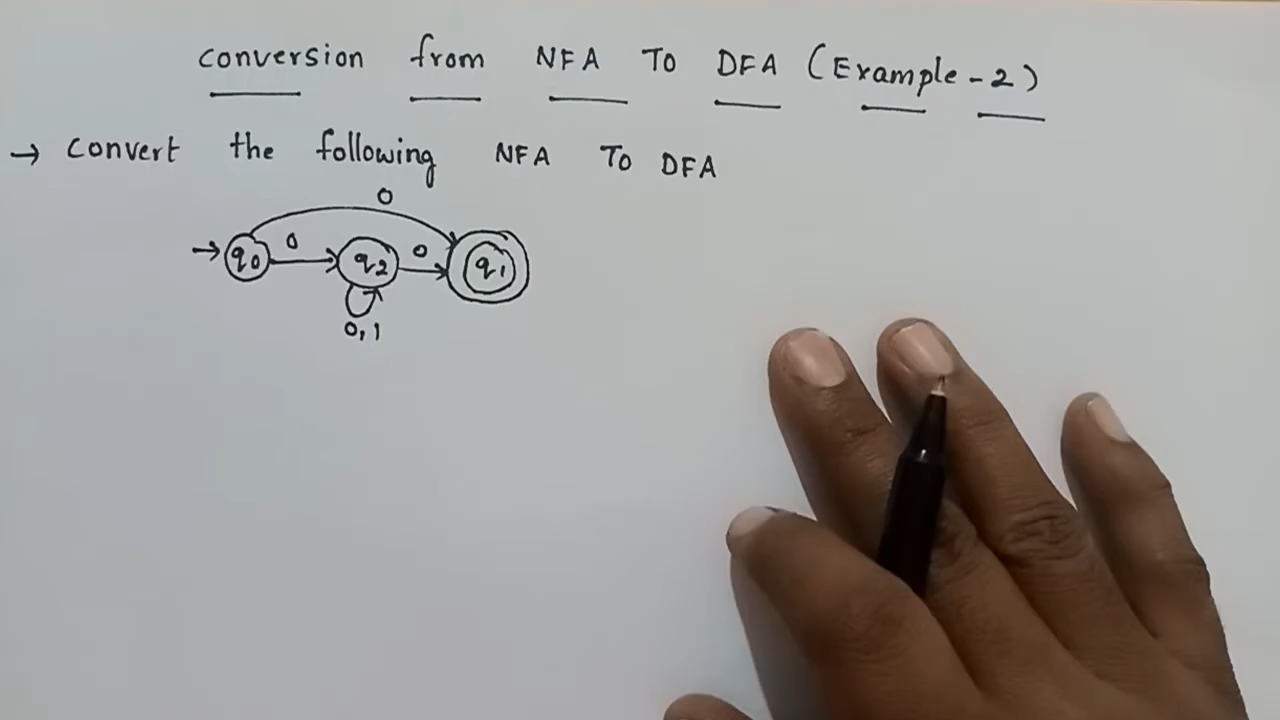 conversion from NFA To DFA (Example-2)
→ convert the following NFA To DFA
0
0 0
q0 q2 q1
0,1